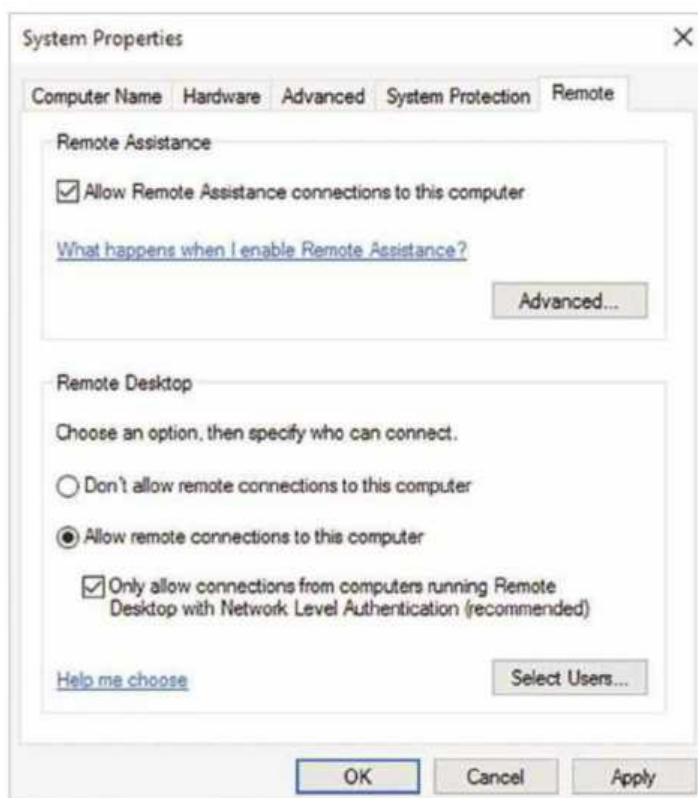 System Properties
Computer Name Hardware Advanced System Protection Remote
Remote Assistance
Allow Remote Assistance connections to this computer
What happens when I enable Remote Assistance?
Advanced...
Remote Desktop
Choose an option, then specify who can connect.
Don't allow remote connections to this computer
Allow remote connections to this computer
Only allow connections from computers running Remote
Desktop with Network Level Authentication (recommended)
Help me choose
Select Users...
OK Cancel Apply